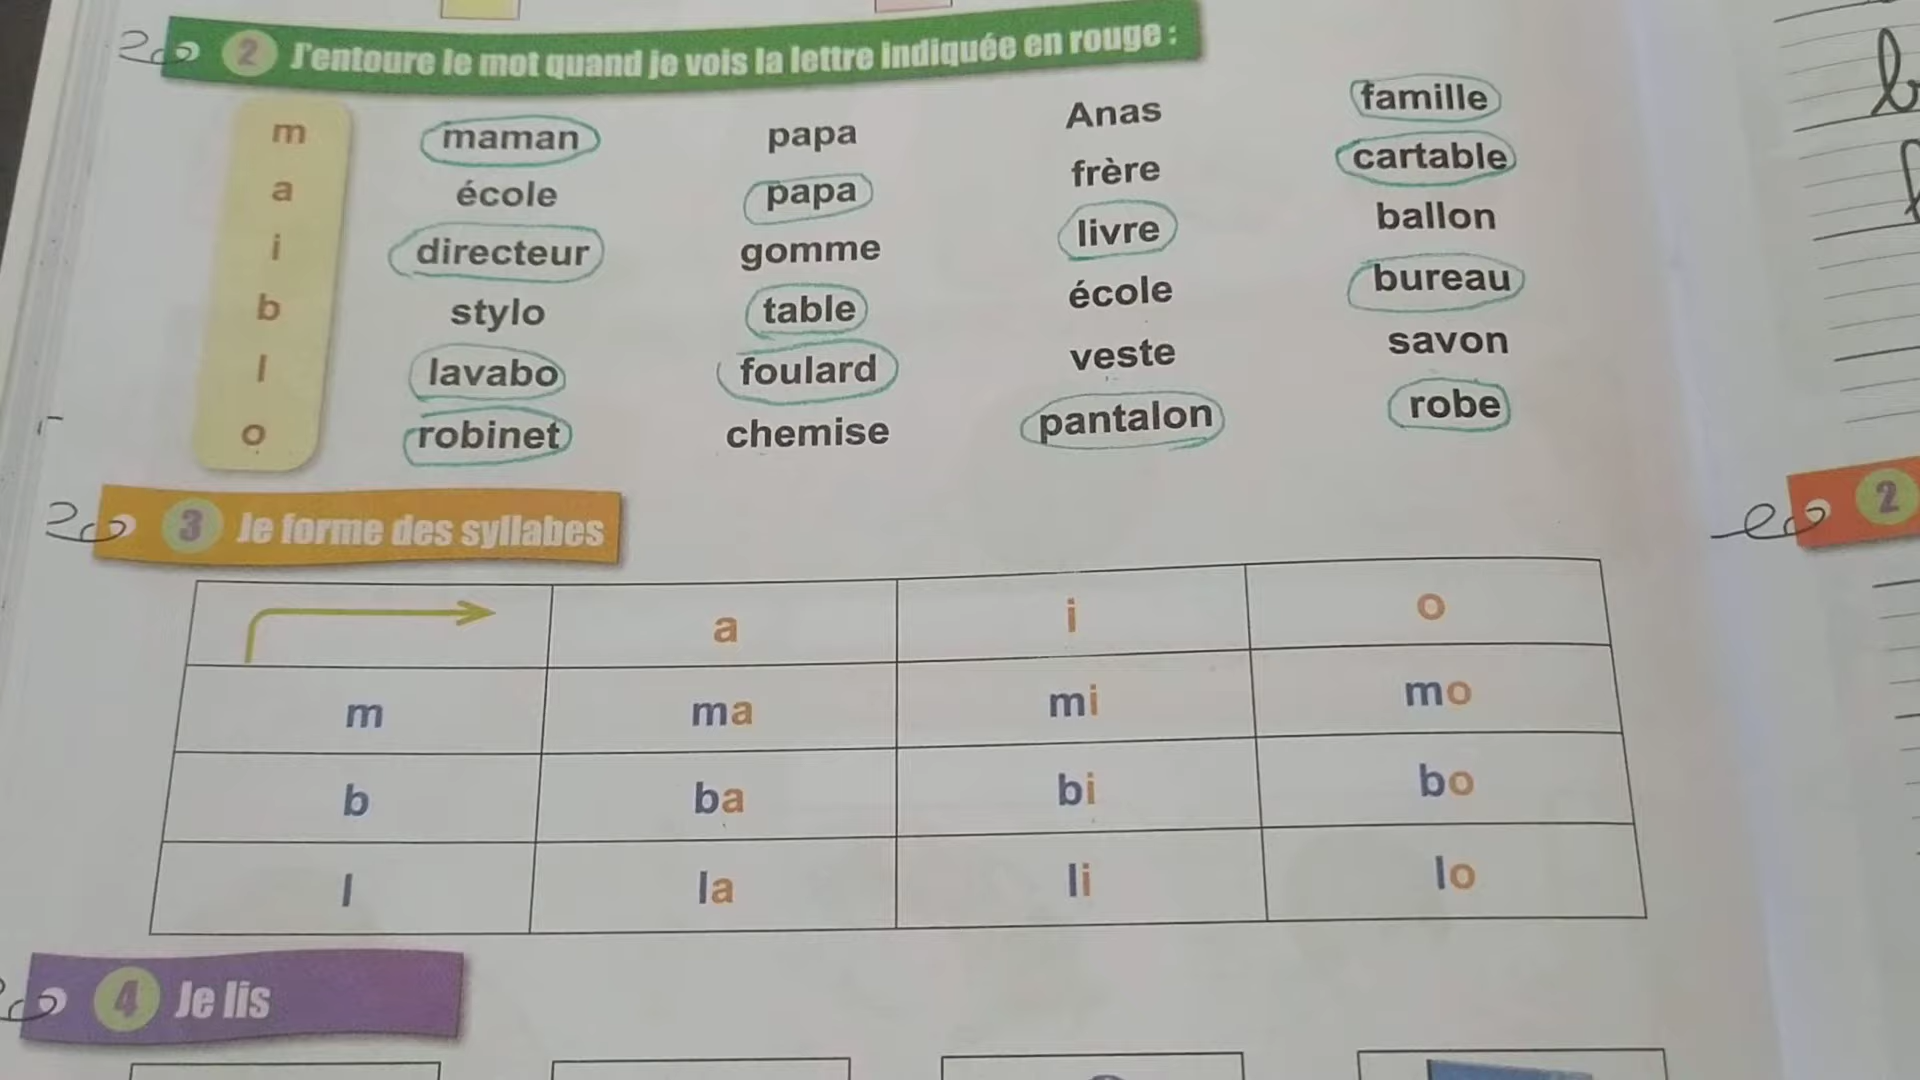 2 J'entoure le mot quand je vois la lettre indiquée en rouge :
m maman papa Anas famille
a école papa frère cartable
i directeur gomme livre ballon
b stylo table école bureau
l lavabo foulard veste savon
o robinet chemise pantalon robe
3 Je forme des syllabes
a i o
m ma mi mo
b ba bi bo
l la li lo
4 Je lis
2